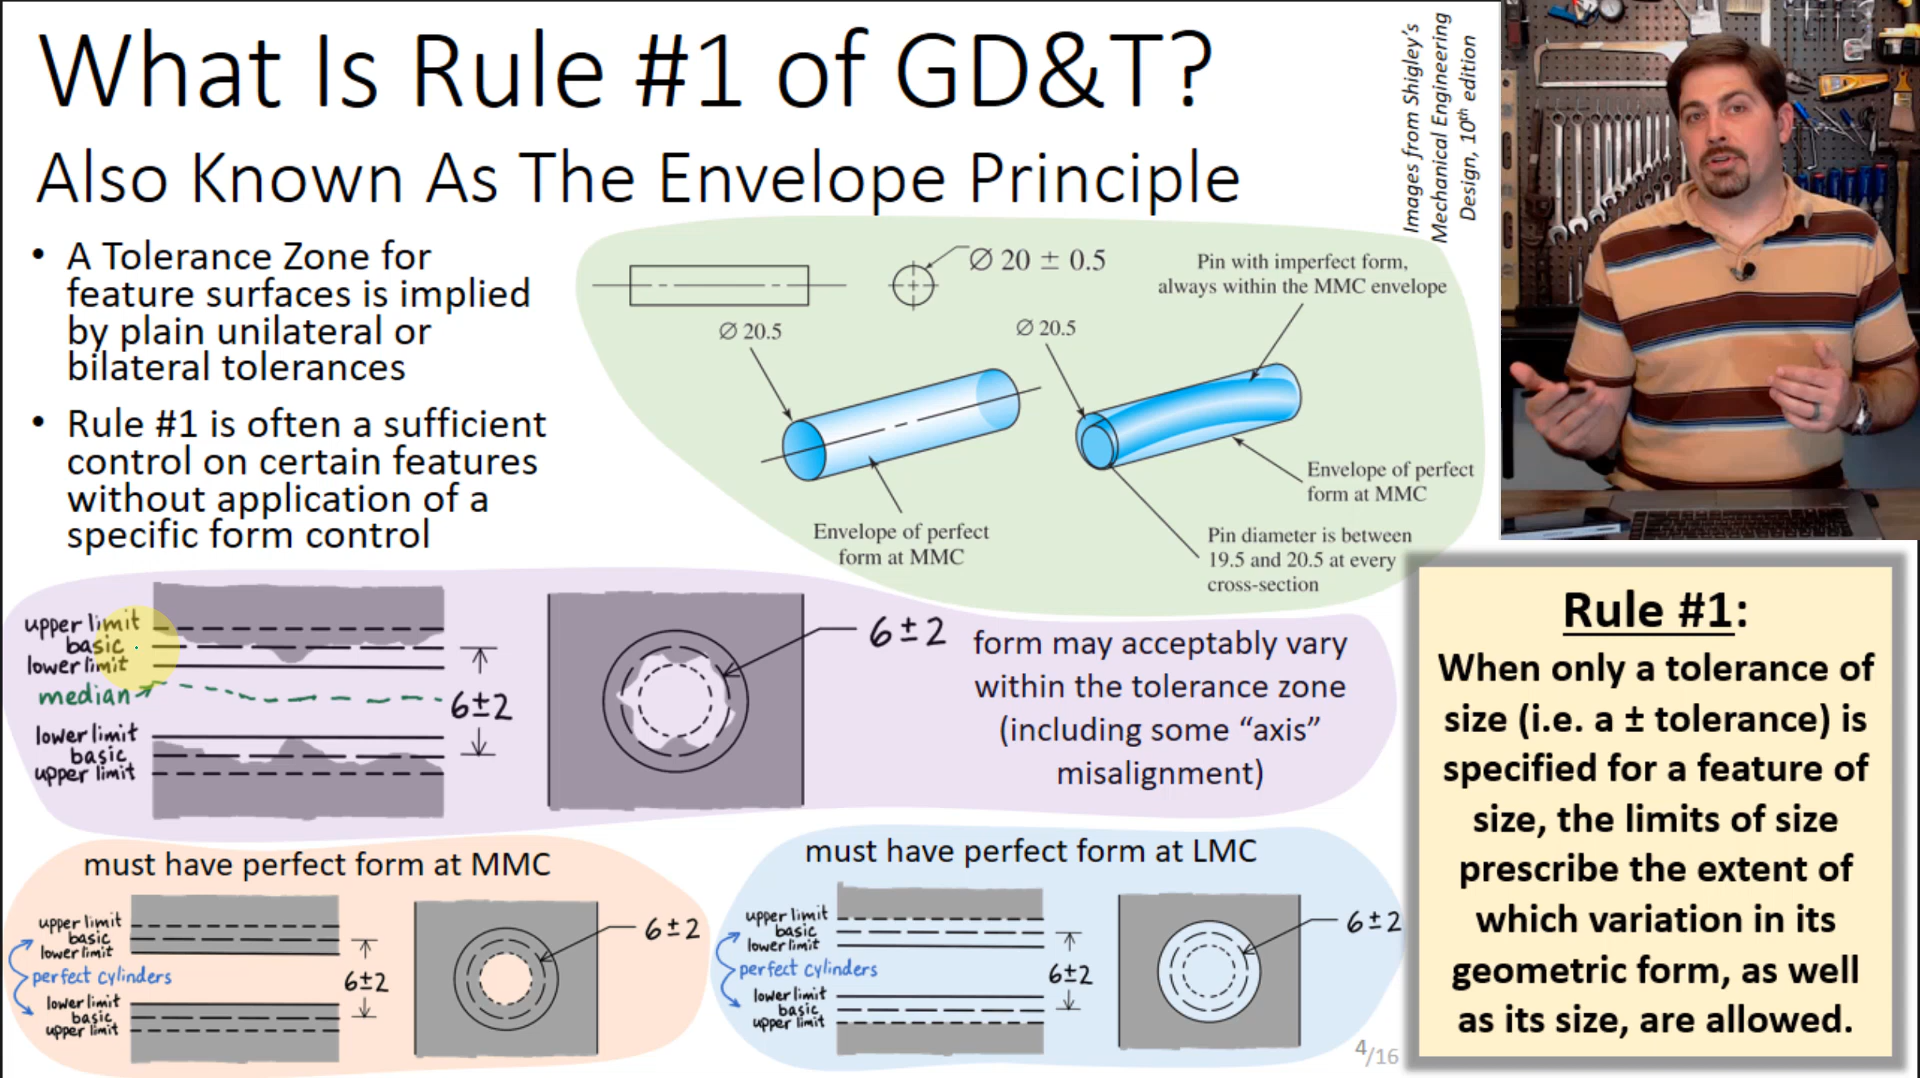 What Is Rule #1 of GD&T?
Also Known As The Envelope Principle
Images from Shigley's
Mechanical Engineering
Design, 10th edition
• A Tolerance Zone for
feature surfaces is implied
by plain unilateral or
bilateral tolerances
• Rule #1 is often a sufficient
control on certain features
without application of a
specific form control
Ø 20 ± 0.5
Pin with imperfect form,
always within the MMC envelope
Ø 20.5
Ø 20.5
Envelope of perfect
form at MMC
Envelope of perfect
form at MMC
Pin diameter is between
19.5 and 20.5 at every
cross-section
upper limit
basic
lower limit
median
lower limit
basic
upper limit
6±2
6±2
form may acceptably vary
within the tolerance zone
(including some “axis”
misalignment)
must have perfect form at MMC
upper limit
basic
lower limit
perfect cylinders
lower limit
basic
upper limit
6±2
6±2
must have perfect form at LMC
upper limit
basic
lower limit
perfect cylinders
lower limit
basic
upper limit
6±2
6±2
4/16
Rule #1:
When only a tolerance of
size (i.e. a ± tolerance) is
specified for a feature of
size, the limits of size
prescribe the extent of
which variation in its
geometric form, as well
as its size, are allowed.